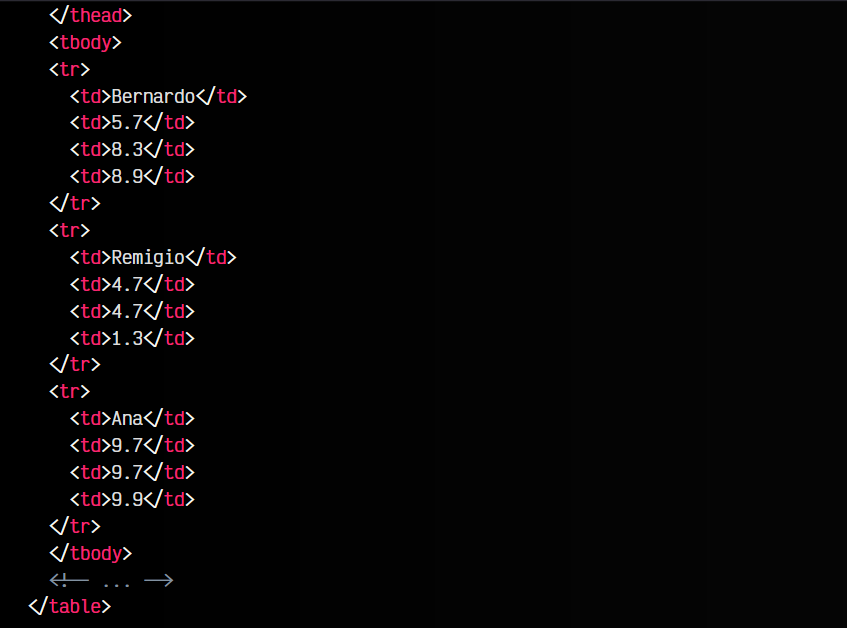 </thead>
<tbody>
<tr>
<td>Bernardo</td>
<td>5.7</td>
<td>8.3</td>
<td>8.9</td>
</tr>
<tr>
<td>Remigio</td>
<td>4.7</td>
<td>4.7</td>
<td>1.3</td>
</tr>
<tr>
<td>Ana</td>
<td>9.7</td>
<td>9.7</td>
<td>9.9</td>
</tr>
</tbody>
<!-- ... -->
</table>